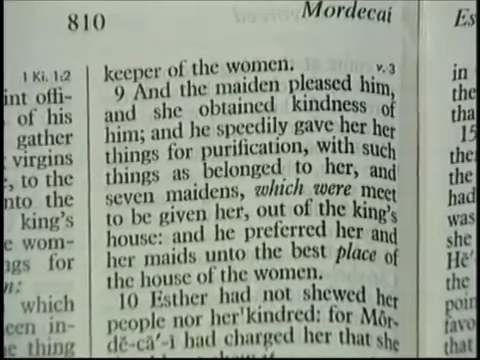 810
Mordecai
Es
1 Ki. 1:2
int offi-
of his
gather
virgins
, to the
nto the
king's
e wom-
ngs for
n:
which
een in-
e thing
keeper of the women.
v. 3
9 And the maiden pleased him,
and she obtained kindness of
him; and he speedily gave her her
things for purification, with such
things as belonged to her, and
seven maidens, which were meet
to be given her, out of the king's
house: and he preferred her and
her maids unto the best place of
the house of the women.
10 Esther had not shewed her
people nor her kindred: for Môr-
dĕ-cā′-ī had charged her that she
in
the
tha
15
the
the
had
was
she
Hĕ′
the
poin
favo
that